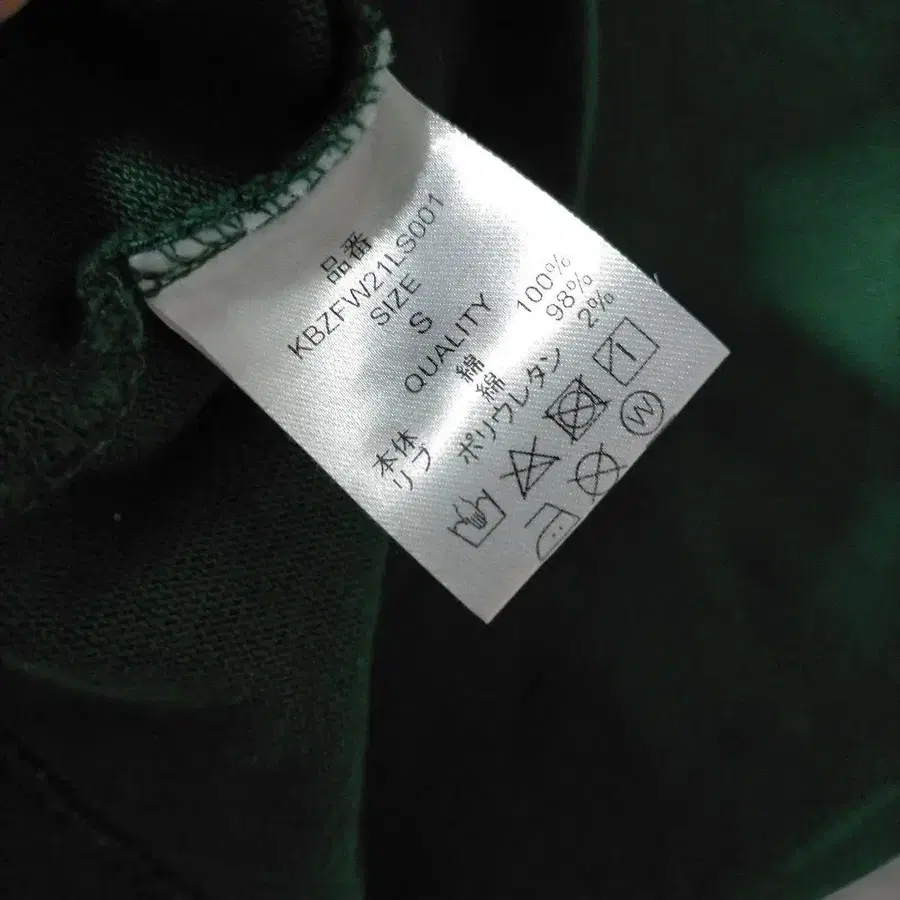 品番
KBZFW21LS001
SIZE
S
QUALITY
本体 綿 100%
リブ 綿 98%
ポリウレタン 2%
W